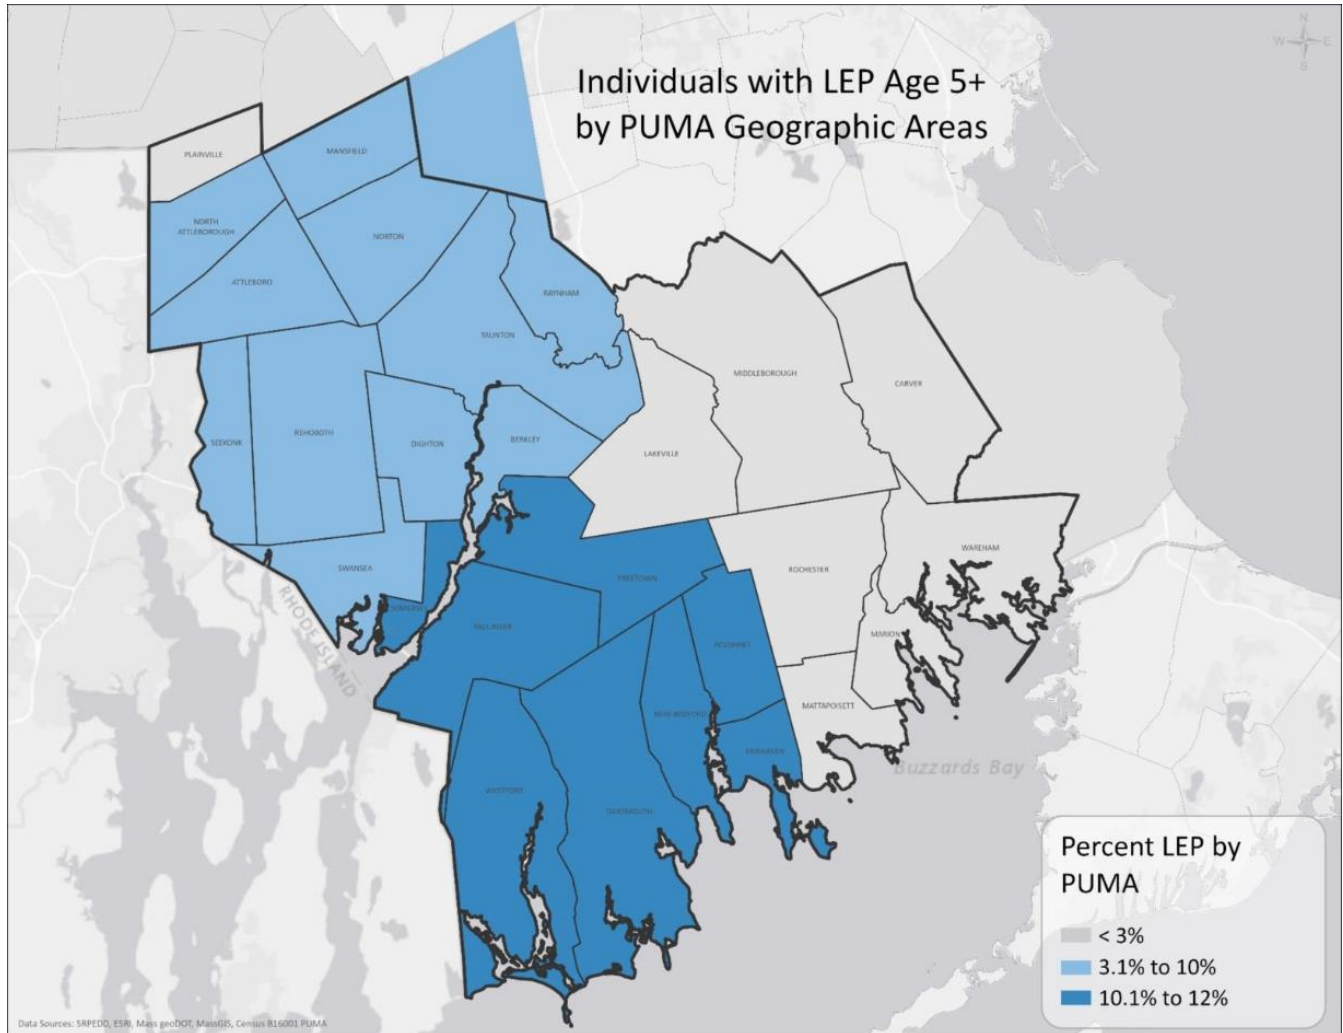 N
W E
S
Individuals with LEP Age 5+
by PUMA Geographic Areas
PLAINVILLE
MANSFIELD
NORTH
ATTLEBOROUGH
NORTON
ATTLEBORO
RAYNHAM
TAUNTON
MIDDLEBOROUGH
CARVER
SEEKONK
REHOBOTH
DIGHTON
BERKLEY
LAKEVILLE
WAREHAM
SWANSEA
FREETOWN
ROCHESTER
SOMERSET
FALL RIVER
RHODE ISLAND
MARION
ACUSHNET
MATTAPOISETT
NEW BEDFORD
FAIRHAVEN
Buzzards Bay
WESTPORT
DARTMOUTH
Percent LEP by
PUMA
< 3%
3.1% to 10%
10.1% to 12%
Data Sources: SRPEDD, ESRI, Mass geoDOT, MassGIS, Census B16001 PUMA